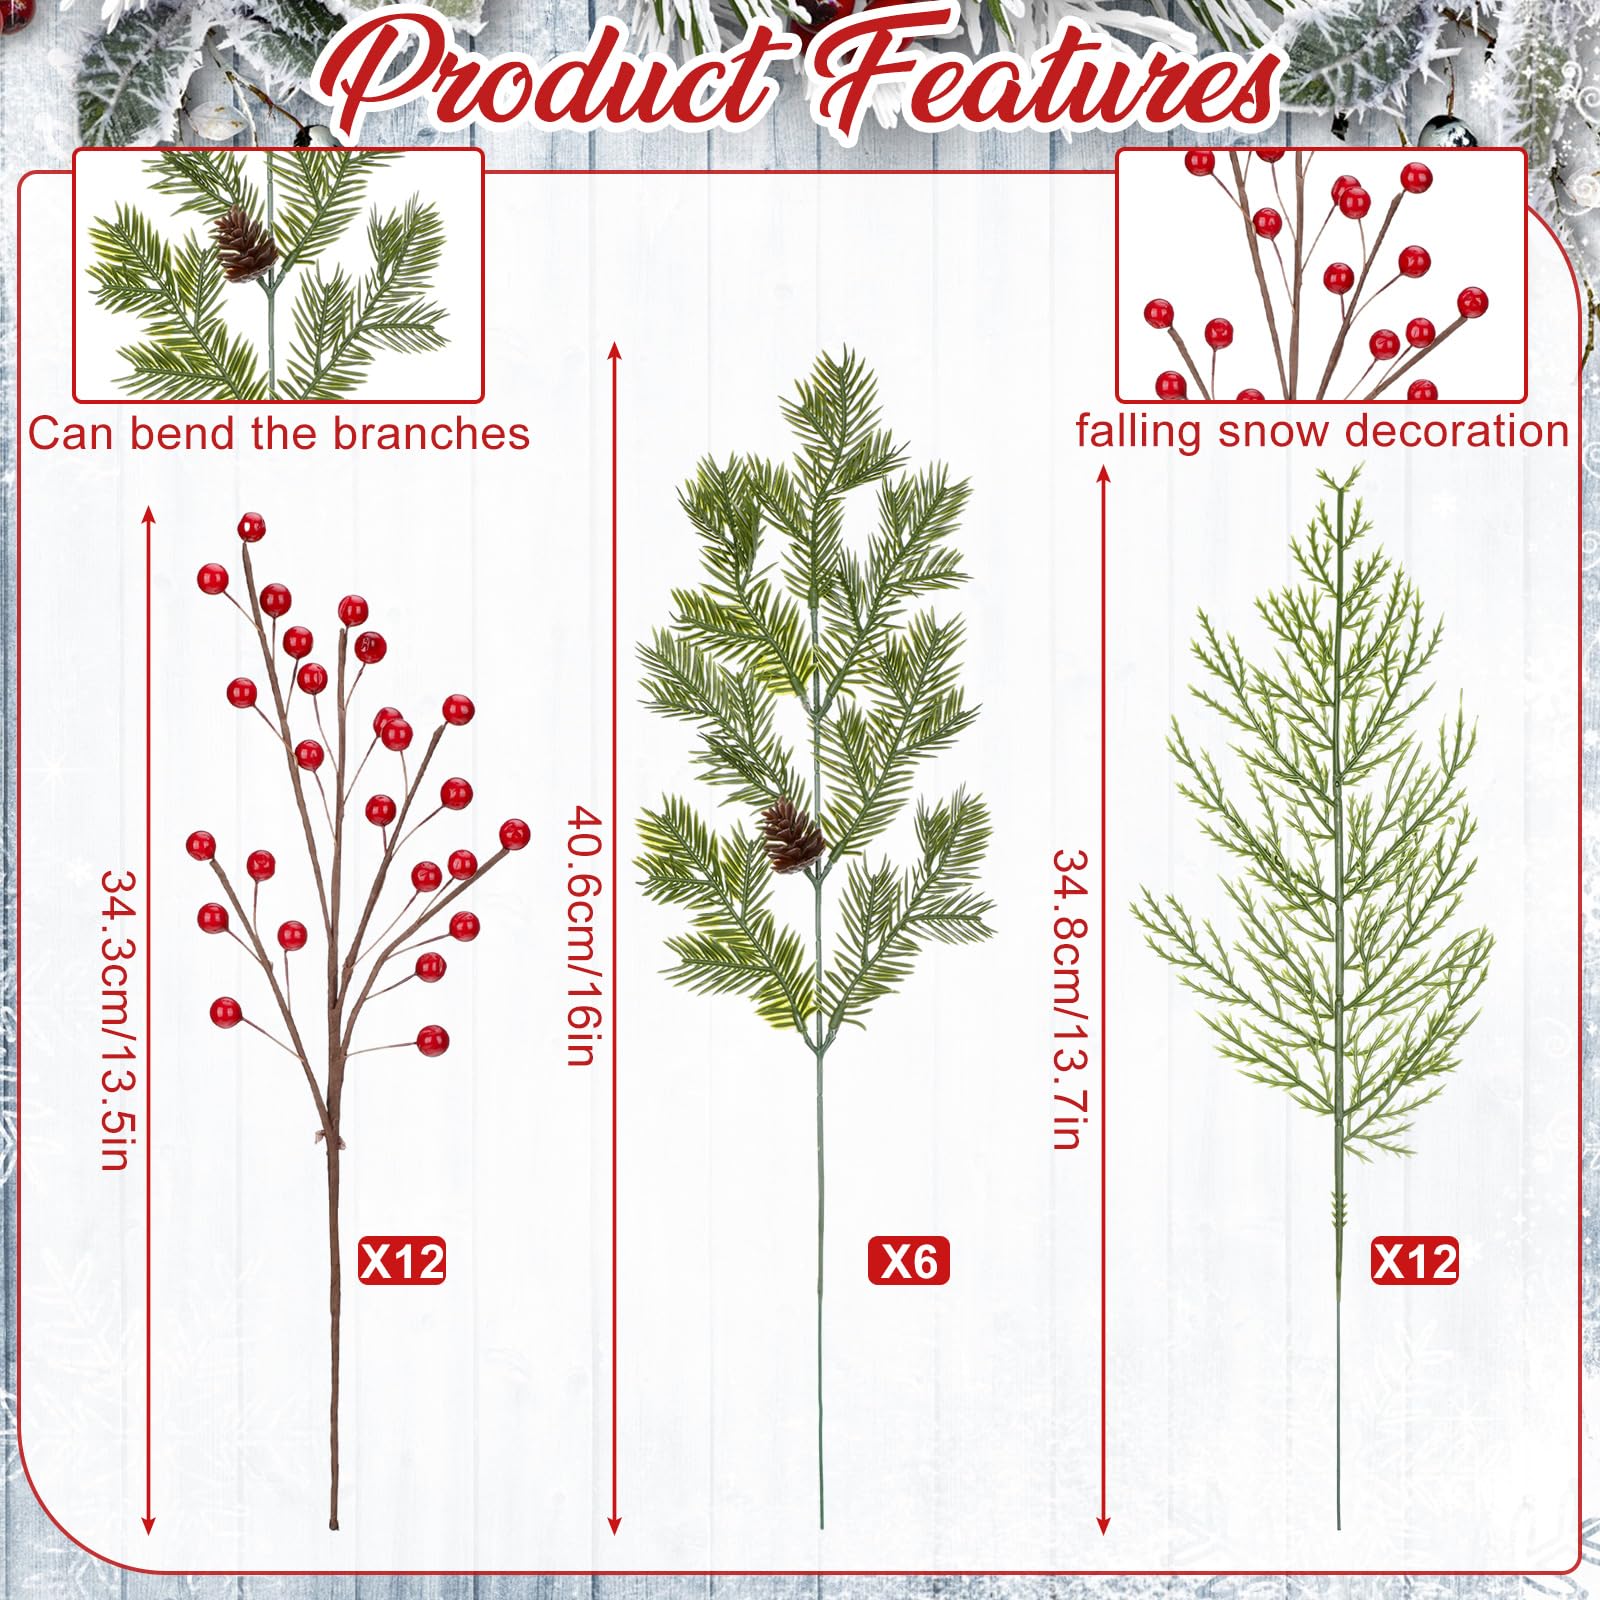 Product Features
Can bend the branches
falling snow decoration
34.3cm/13.5in
40.6cm/16in
34.8cm/13.7in
X12
X6
X12